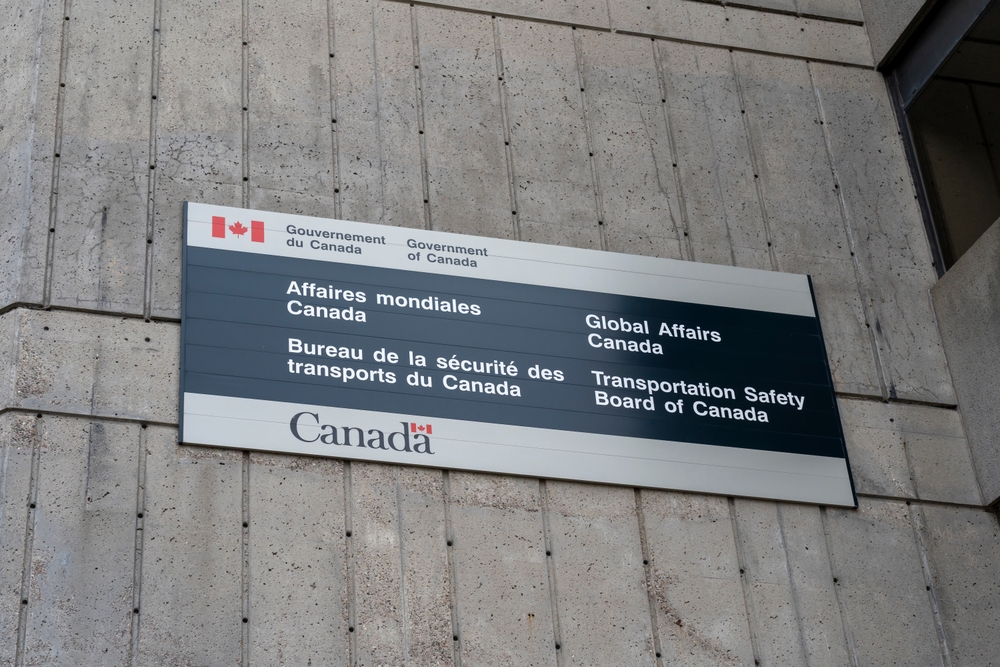 Gouvernement
du Canada
Government
of Canada
Affaires mondiales
Canada
Global Affairs
Canada
Bureau de la sécurité des
transports du Canada
Transportation Safety
Board of Canada
Canada